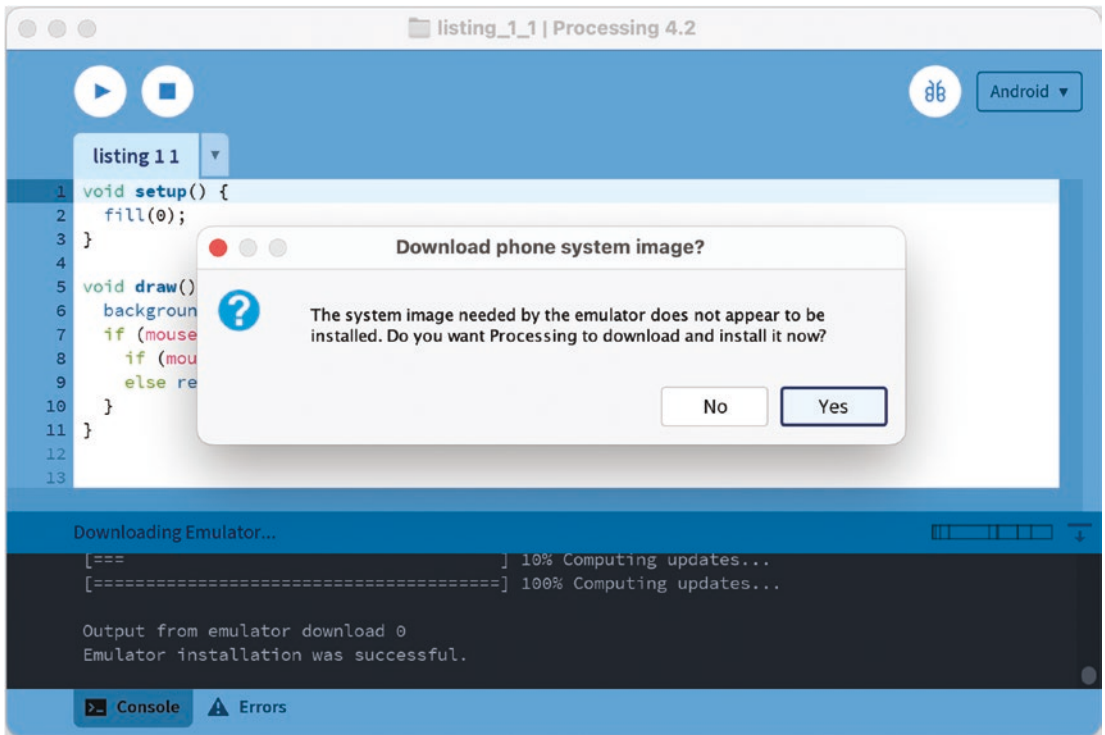 listing_1_1 | Processing 4.2
Android ▼
listing 1 1 ▼
1 void setup() {
2 fill(0);
3 }
4
5 void draw()
6 backgroun
7 if (mouse
8 if (mou
9 else re
10 }
11 }
12
13
Download phone system image?
The system image needed by the emulator does not appear to be
installed. Do you want Processing to download and install it now?
No Yes
Downloading Emulator...
[=== ] 10% Computing updates...
[=======================================] 100% Computing updates...
Output from emulator download 0
Emulator installation was successful.
Console Errors